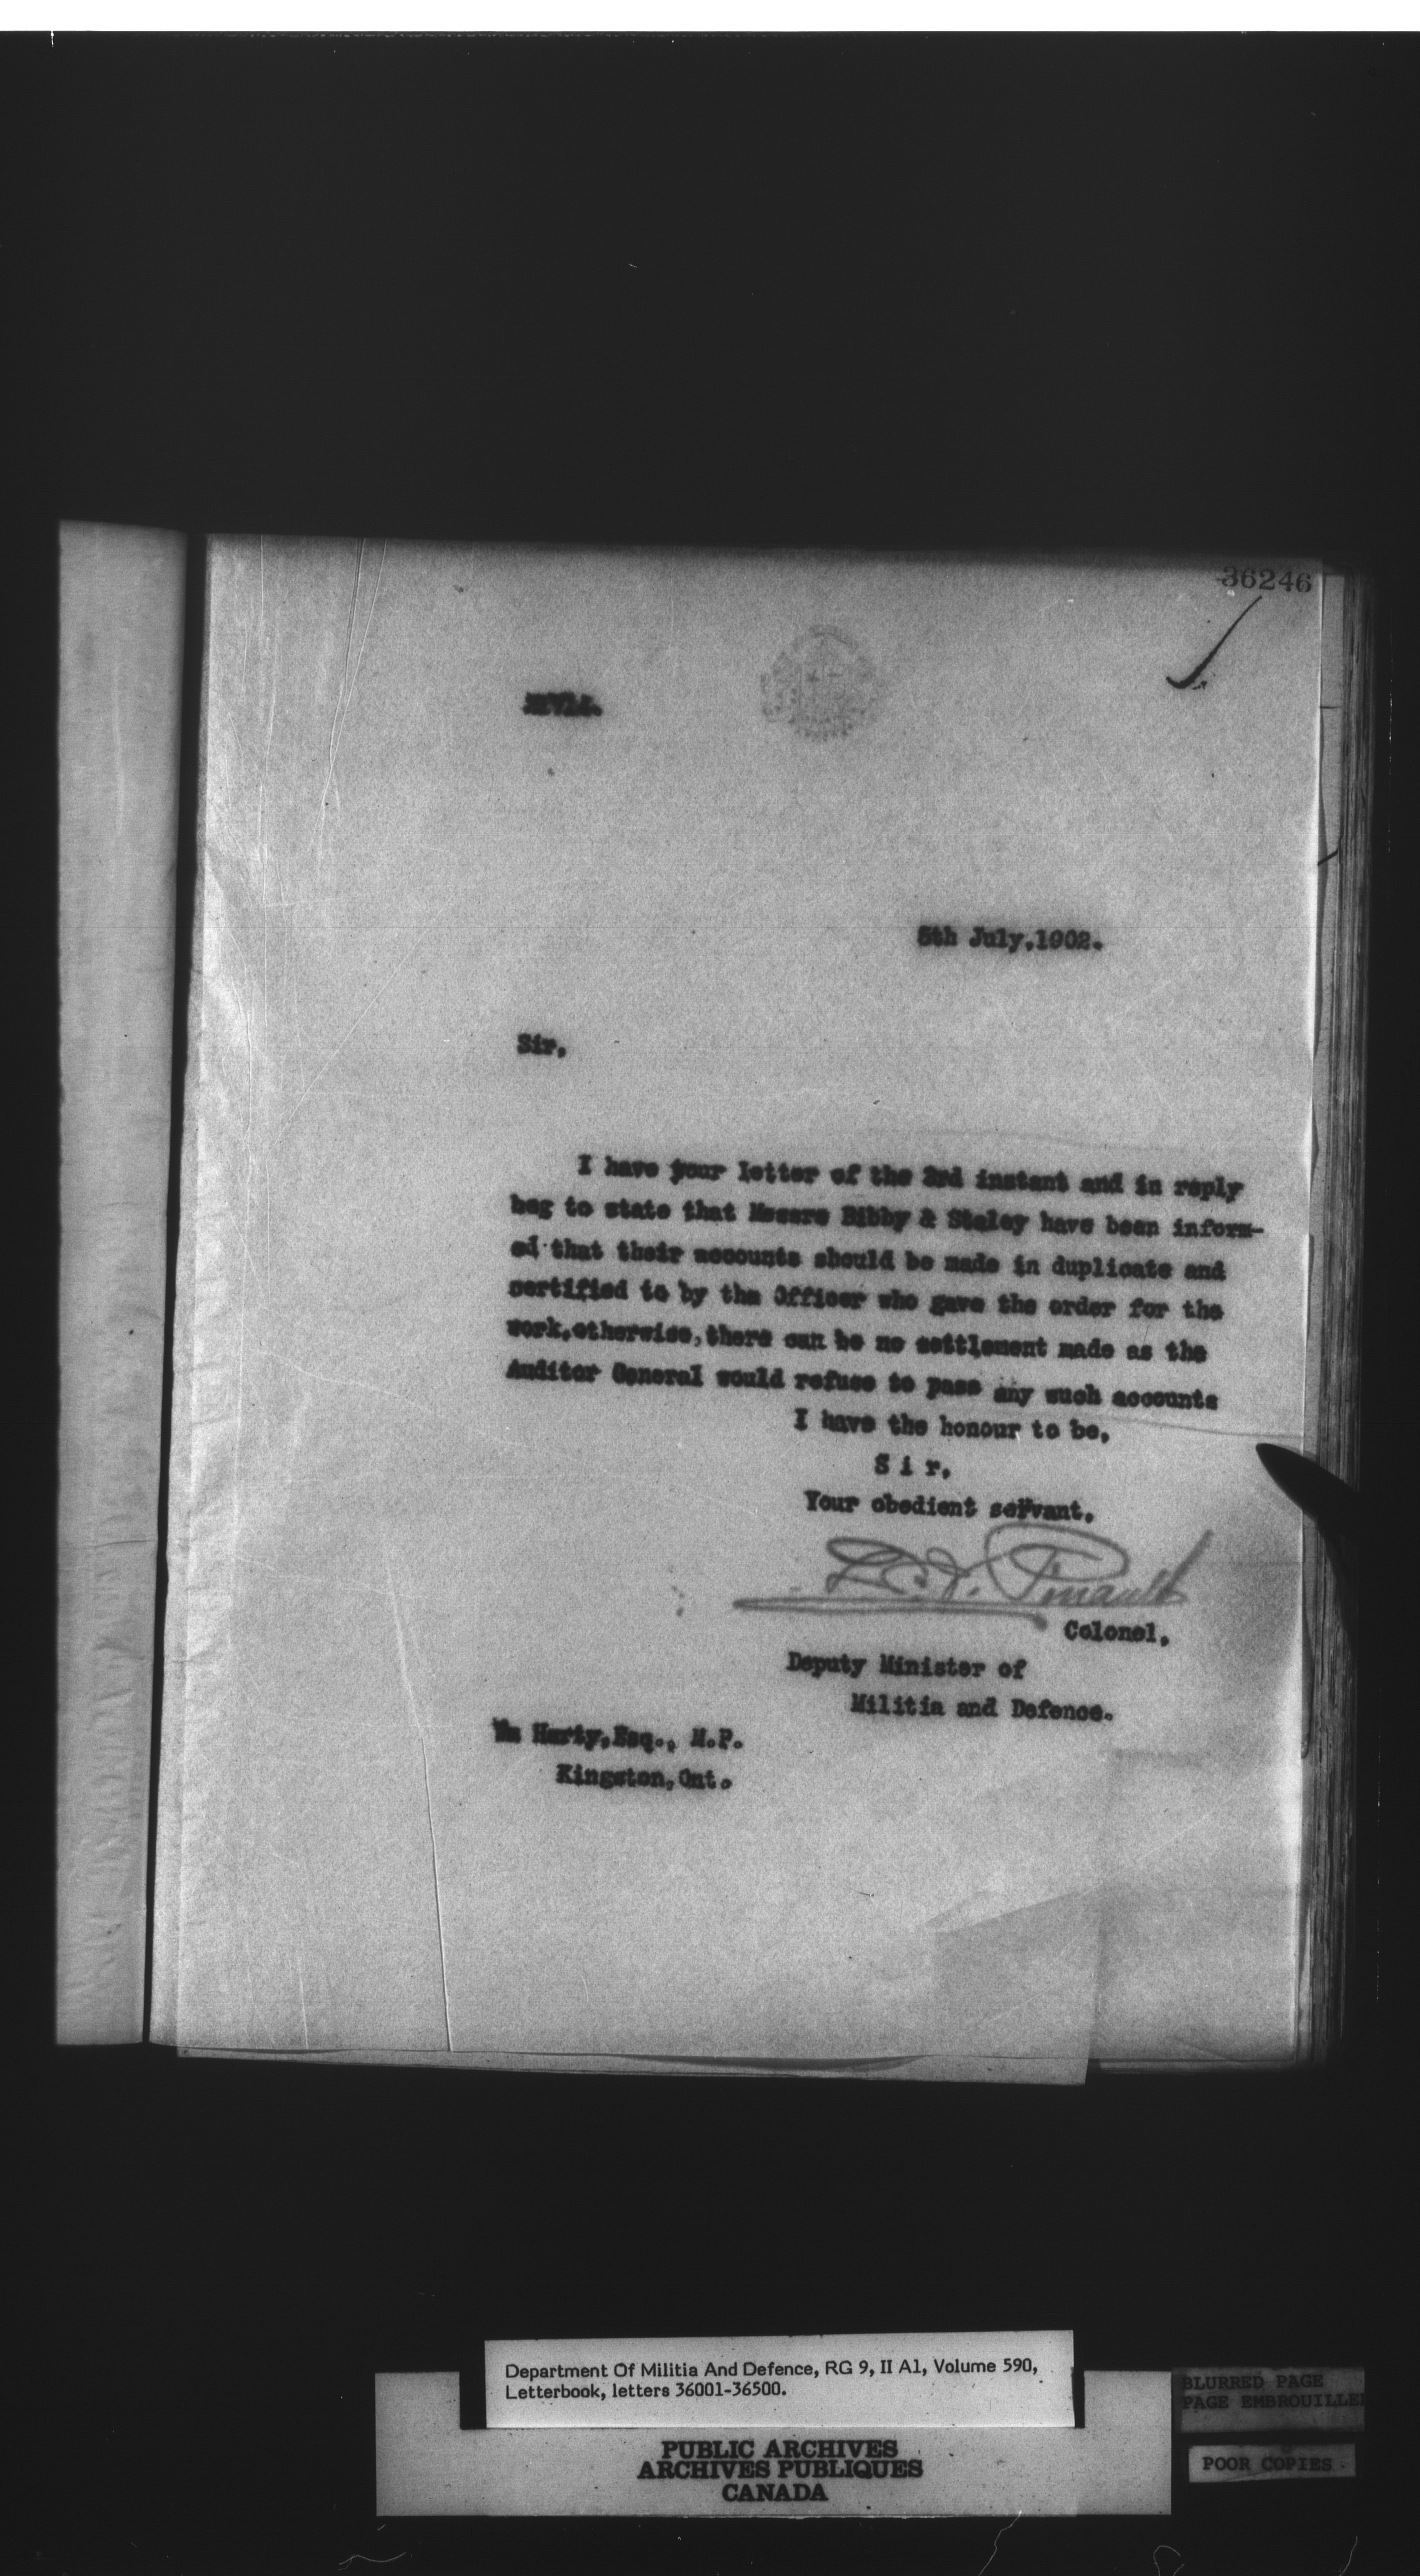 36246
5th July,1902.
Sir,
I have your letter of the 3rd instant and in reply
beg to state that Messrs Bibby & Staley have been inform-
ed that their accounts should be made in duplicate and
certified to by the Officer who gave the order for the
work,otherwise,there can be no settlement made as the
Auditor General would refuse to pass any such accounts
I have the honour to be,
S i r,
Your obedient servant,
L. F. Pinault
Colonel,
Deputy Minister of
Militia and Defence.
Wm Harty,Esq., M.P.
Kingston,Ont.
Department Of Militia And Defence, RG 9, II A1, Volume 590,
Letterbook, letters 36001-36500.
PUBLIC ARCHIVES
ARCHIVES PUBLIQUES
CANADA
BLURRED PAGE
PAGE EMBROUILLEE
POOR COPIES